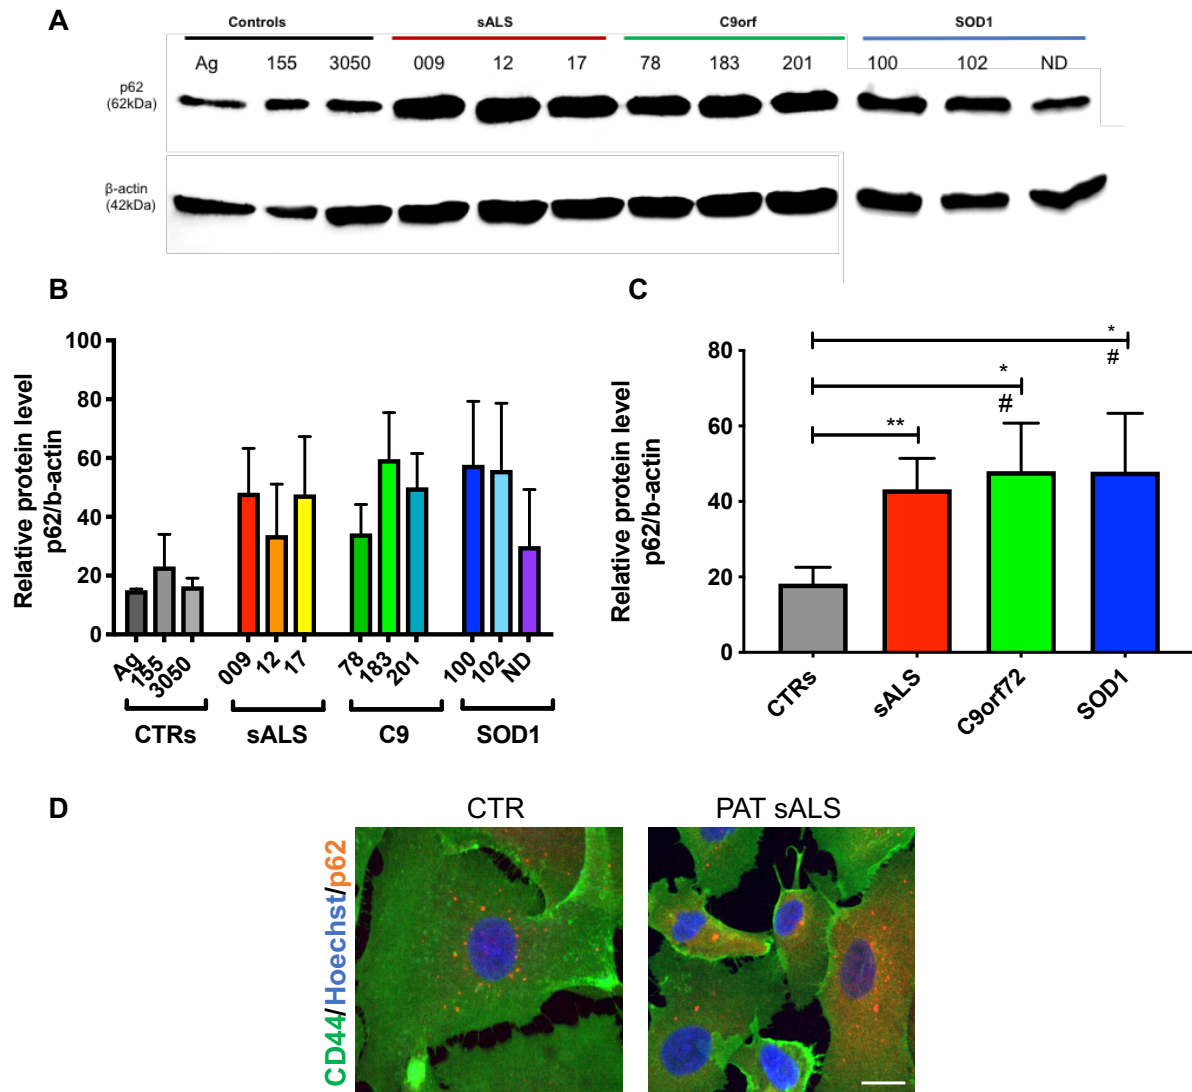 A
Controls sALS C9orf SOD1
Ag 155 3050 009 12 17 78 183 201 100 102 ND
p62
(62kDa)
β-actin
(42kDa)
B
Relative protein level
p62/b-actin
100
80
60
40
20
0
Ag 155 3050 009 12 17 78 183 201 100 102 ND
CTRs sALS C9 SOD1
C
Relative protein level
p62/b-actin
80
60
40
20
0
*
#
*
#
**
CTRs sALS C9orf72 SOD1
D
CTR PAT sALS
CD44/Hoechst/p62